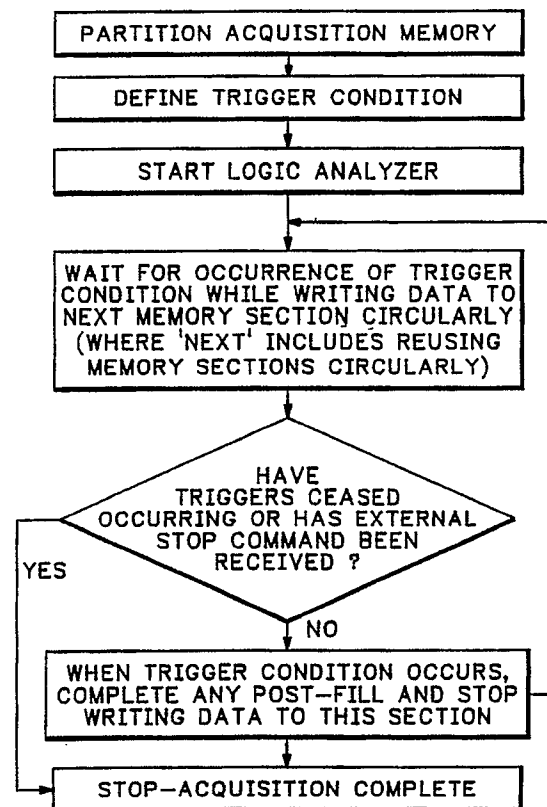 PARTITION ACQUISITION MEMORY
DEFINE TRIGGER CONDITION
START LOGIC ANALYZER
WAIT FOR OCCURRENCE OF TRIGGER
CONDITION WHILE WRITING DATA TO
NEXT MEMORY SECTION CIRCULARLY
(WHERE 'NEXT' INCLUDES REUSING
MEMORY SECTIONS CIRCULARLY)
HAVE
TRIGGERS CEASED
OCCURRING OR HAS EXTERNAL
STOP COMMAND BEEN
RECEIVED ?
YES
NO
WHEN TRIGGER CONDITION OCCURS,
COMPLETE ANY POST-FILL AND STOP
WRITING DATA TO THIS SECTION
STOP-ACQUISITION COMPLETE